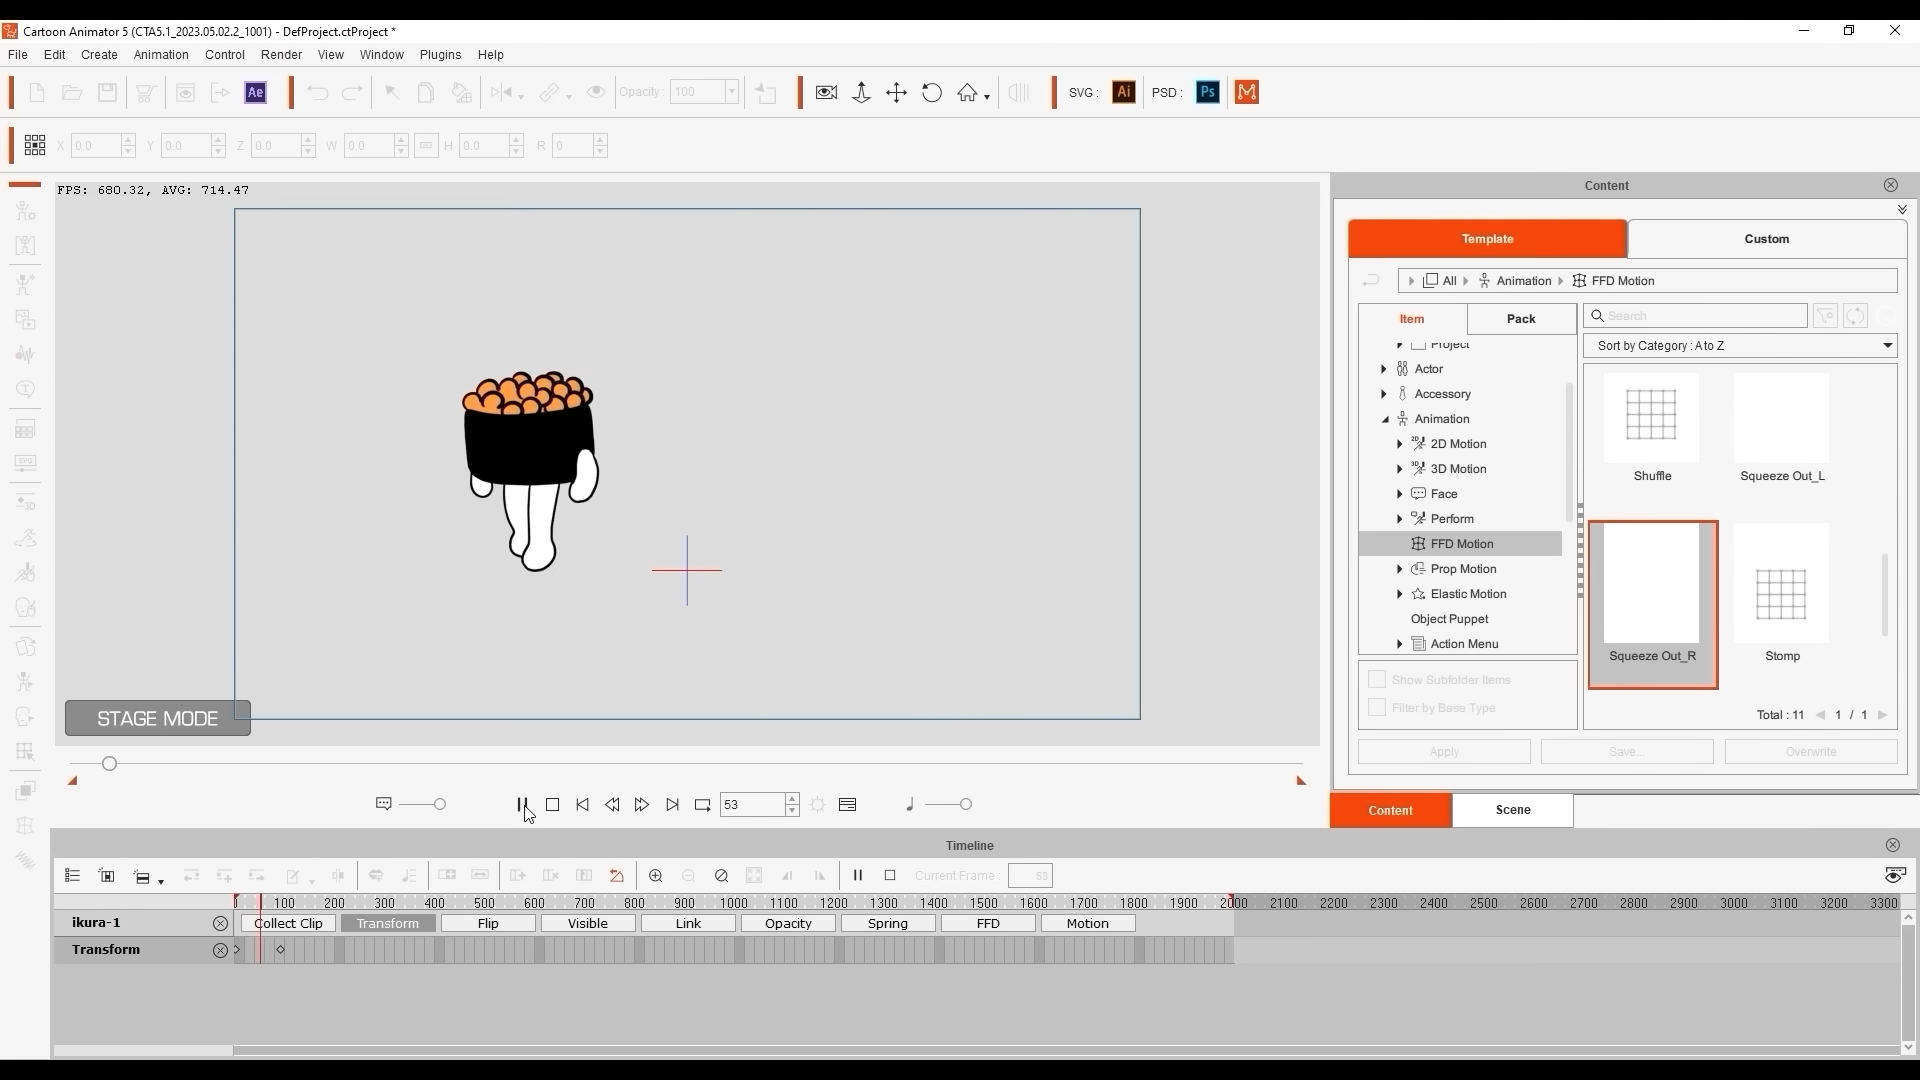 Cartoon Animator 5 (CTA5.1_2023.05.02.2_1001) - DefProject.ctProject *
File Edit Create Animation Control Render View Window Plugins Help
Ae Opacity : 100 SVG : Ai PSD : Ps
X 0.0 Y 0.0 Z 0.0 W 0.0 H 0.0 R 0
FPS: 680.32, AVG: 714.47
STAGE MODE
53
Content
Template Custom
All Animation FFD Motion
Item Pack Search
Sort by Category : A to Z
Project
Actor
Accessory
Animation
2D Motion
3D Motion
Face
Perform
FFD Motion
Prop Motion
Elastic Motion
Object Puppet
Action Menu
Show Subfolder Items
Filter by Base Type
Shuffle Squeeze Out_L
Squeeze Out_R Stomp
Total : 11 1 / 1
Apply Save... Overwrite
Content Scene
Timeline
Current Frame : 53
100 200 300 400 500 600 700 800 900 1000 1100 1200 1300 1400 1500 1600 1700 1800 1900 2000 2100 2200 2300 2400 2500 2600 2700 2800 2900 3000 3100 3200 3300
ikura-1 Collect Clip Transform Flip Visible Link Opacity Spring FFD Motion
Transform